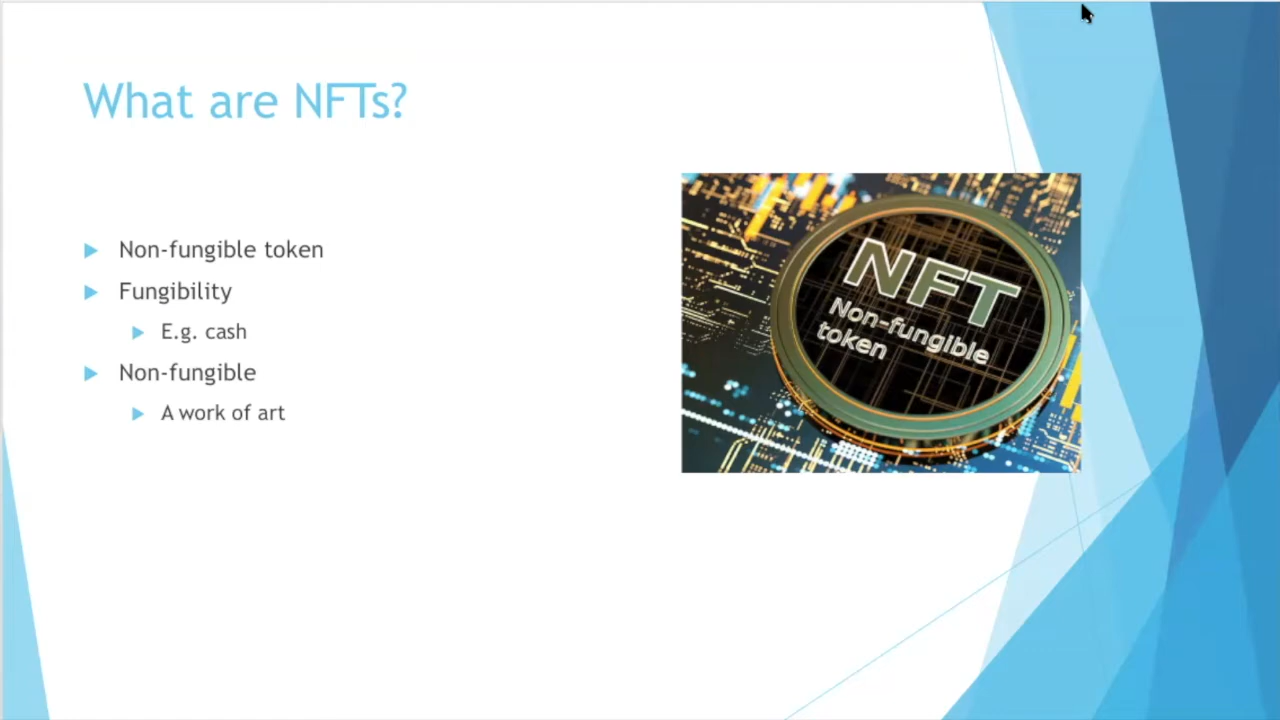 What are NFTs?
Non-fungible token
Fungibility
E.g. cash
Non-fungible
A work of art
NFT
Non-fungible
token